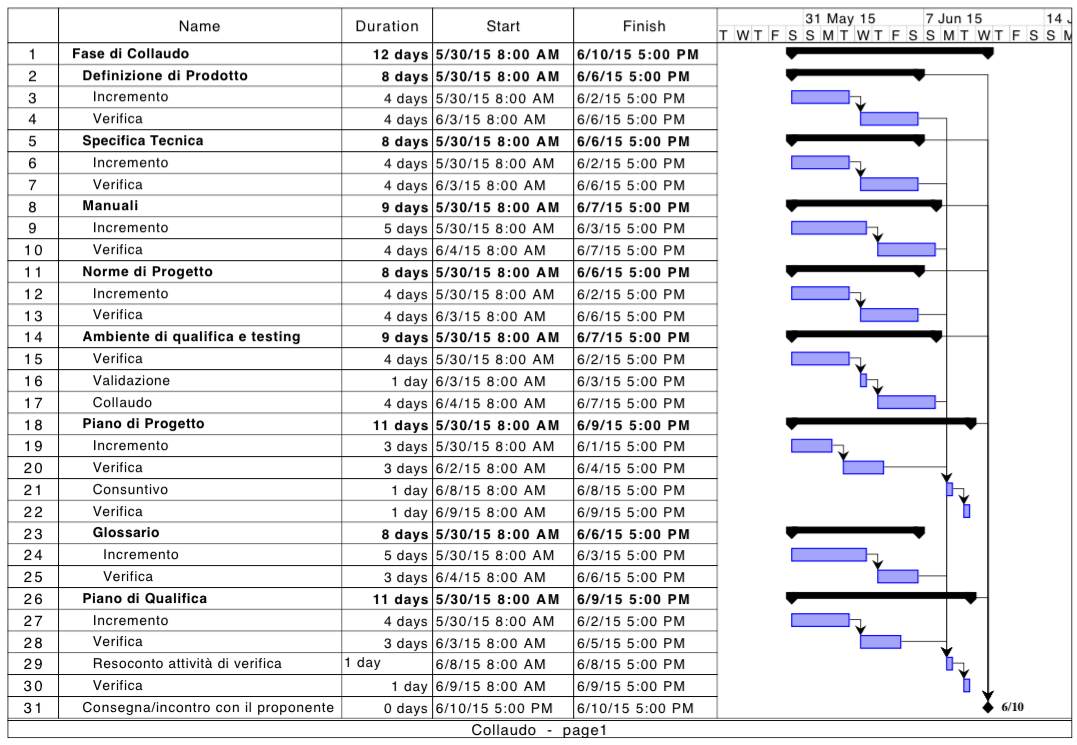 Name Duration Start Finish 31 May 15 7 Jun 15 14 J
T W T F S S M T W T F S S M T W T F S S M
1 Fase di Collaudo 12 days 5/30/15 8:00 AM 6/10/15 5:00 PM
2 Definizione di Prodotto 8 days 5/30/15 8:00 AM 6/6/15 5:00 PM
3 Incremento 4 days 5/30/15 8:00 AM 6/2/15 5:00 PM
4 Verifica 4 days 6/3/15 8:00 AM 6/6/15 5:00 PM
5 Specifica Tecnica 8 days 5/30/15 8:00 AM 6/6/15 5:00 PM
6 Incremento 4 days 5/30/15 8:00 AM 6/2/15 5:00 PM
7 Verifica 4 days 6/3/15 8:00 AM 6/6/15 5:00 PM
8 Manuali 9 days 5/30/15 8:00 AM 6/7/15 5:00 PM
9 Incremento 5 days 5/30/15 8:00 AM 6/3/15 5:00 PM
10 Verifica 4 days 6/4/15 8:00 AM 6/7/15 5:00 PM
11 Norme di Progetto 8 days 5/30/15 8:00 AM 6/6/15 5:00 PM
12 Incremento 4 days 5/30/15 8:00 AM 6/2/15 5:00 PM
13 Verifica 4 days 6/3/15 8:00 AM 6/6/15 5:00 PM
14 Ambiente di qualifica e testing 9 days 5/30/15 8:00 AM 6/7/15 5:00 PM
15 Verifica 4 days 5/30/15 8:00 AM 6/2/15 5:00 PM
16 Validazione 1 day 6/3/15 8:00 AM 6/3/15 5:00 PM
17 Collaudo 4 days 6/4/15 8:00 AM 6/7/15 5:00 PM
18 Piano di Progetto 11 days 5/30/15 8:00 AM 6/9/15 5:00 PM
19 Incremento 3 days 5/30/15 8:00 AM 6/1/15 5:00 PM
20 Verifica 3 days 6/2/15 8:00 AM 6/4/15 5:00 PM
21 Consuntivo 1 day 6/8/15 8:00 AM 6/8/15 5:00 PM
22 Verifica 1 day 6/9/15 8:00 AM 6/9/15 5:00 PM
23 Glossario 8 days 5/30/15 8:00 AM 6/6/15 5:00 PM
24 Incremento 5 days 5/30/15 8:00 AM 6/3/15 5:00 PM
25 Verifica 3 days 6/4/15 8:00 AM 6/6/15 5:00 PM
26 Piano di Qualifica 11 days 5/30/15 8:00 AM 6/9/15 5:00 PM
27 Incremento 4 days 5/30/15 8:00 AM 6/2/15 5:00 PM
28 Verifica 3 days 6/3/15 8:00 AM 6/5/15 5:00 PM
29 Resoconto attività di verifica 1 day 6/8/15 8:00 AM 6/8/15 5:00 PM
30 Verifica 1 day 6/9/15 8:00 AM 6/9/15 5:00 PM
31 Consegna/incontro con il proponente 0 days 6/10/15 5:00 PM 6/10/15 5:00 PM 6/10
Collaudo - page1